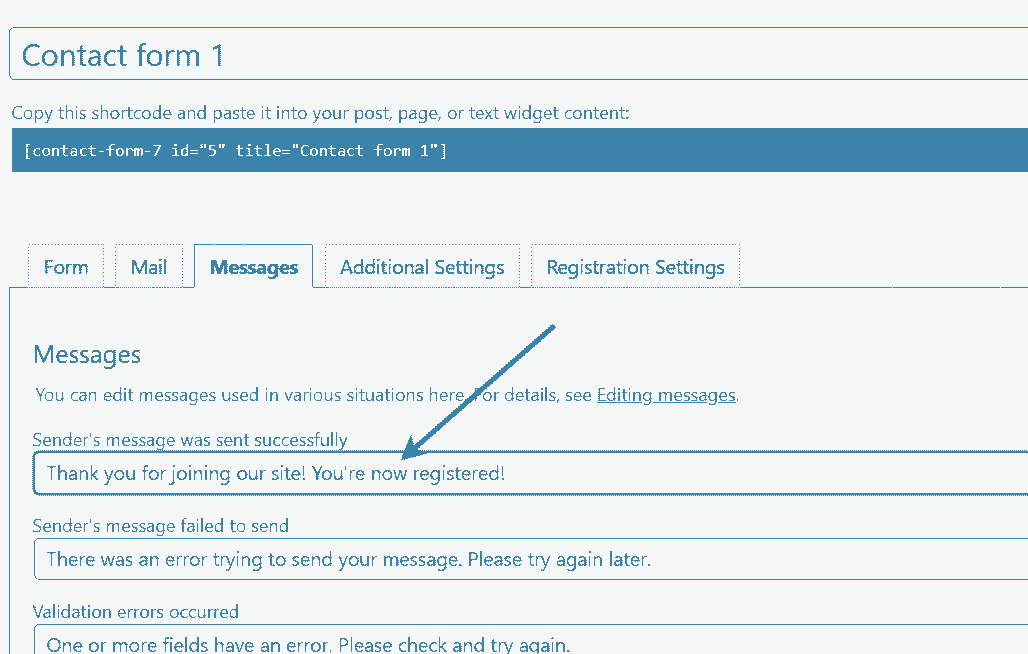 Contact form 1
Copy this shortcode and paste it into your post, page, or text widget content:
[contact-form-7 id="5" title="Contact form 1"]
Form Mail Messages Additional Settings Registration Settings
Messages
You can edit messages used in various situations here. For details, see Editing messages.
Sender's message was sent successfully
Thank you for joining our site! You're now registered!
Sender's message failed to send
There was an error trying to send your message. Please try again later.
Validation errors occurred
One or more fields have an error. Please check and try again.